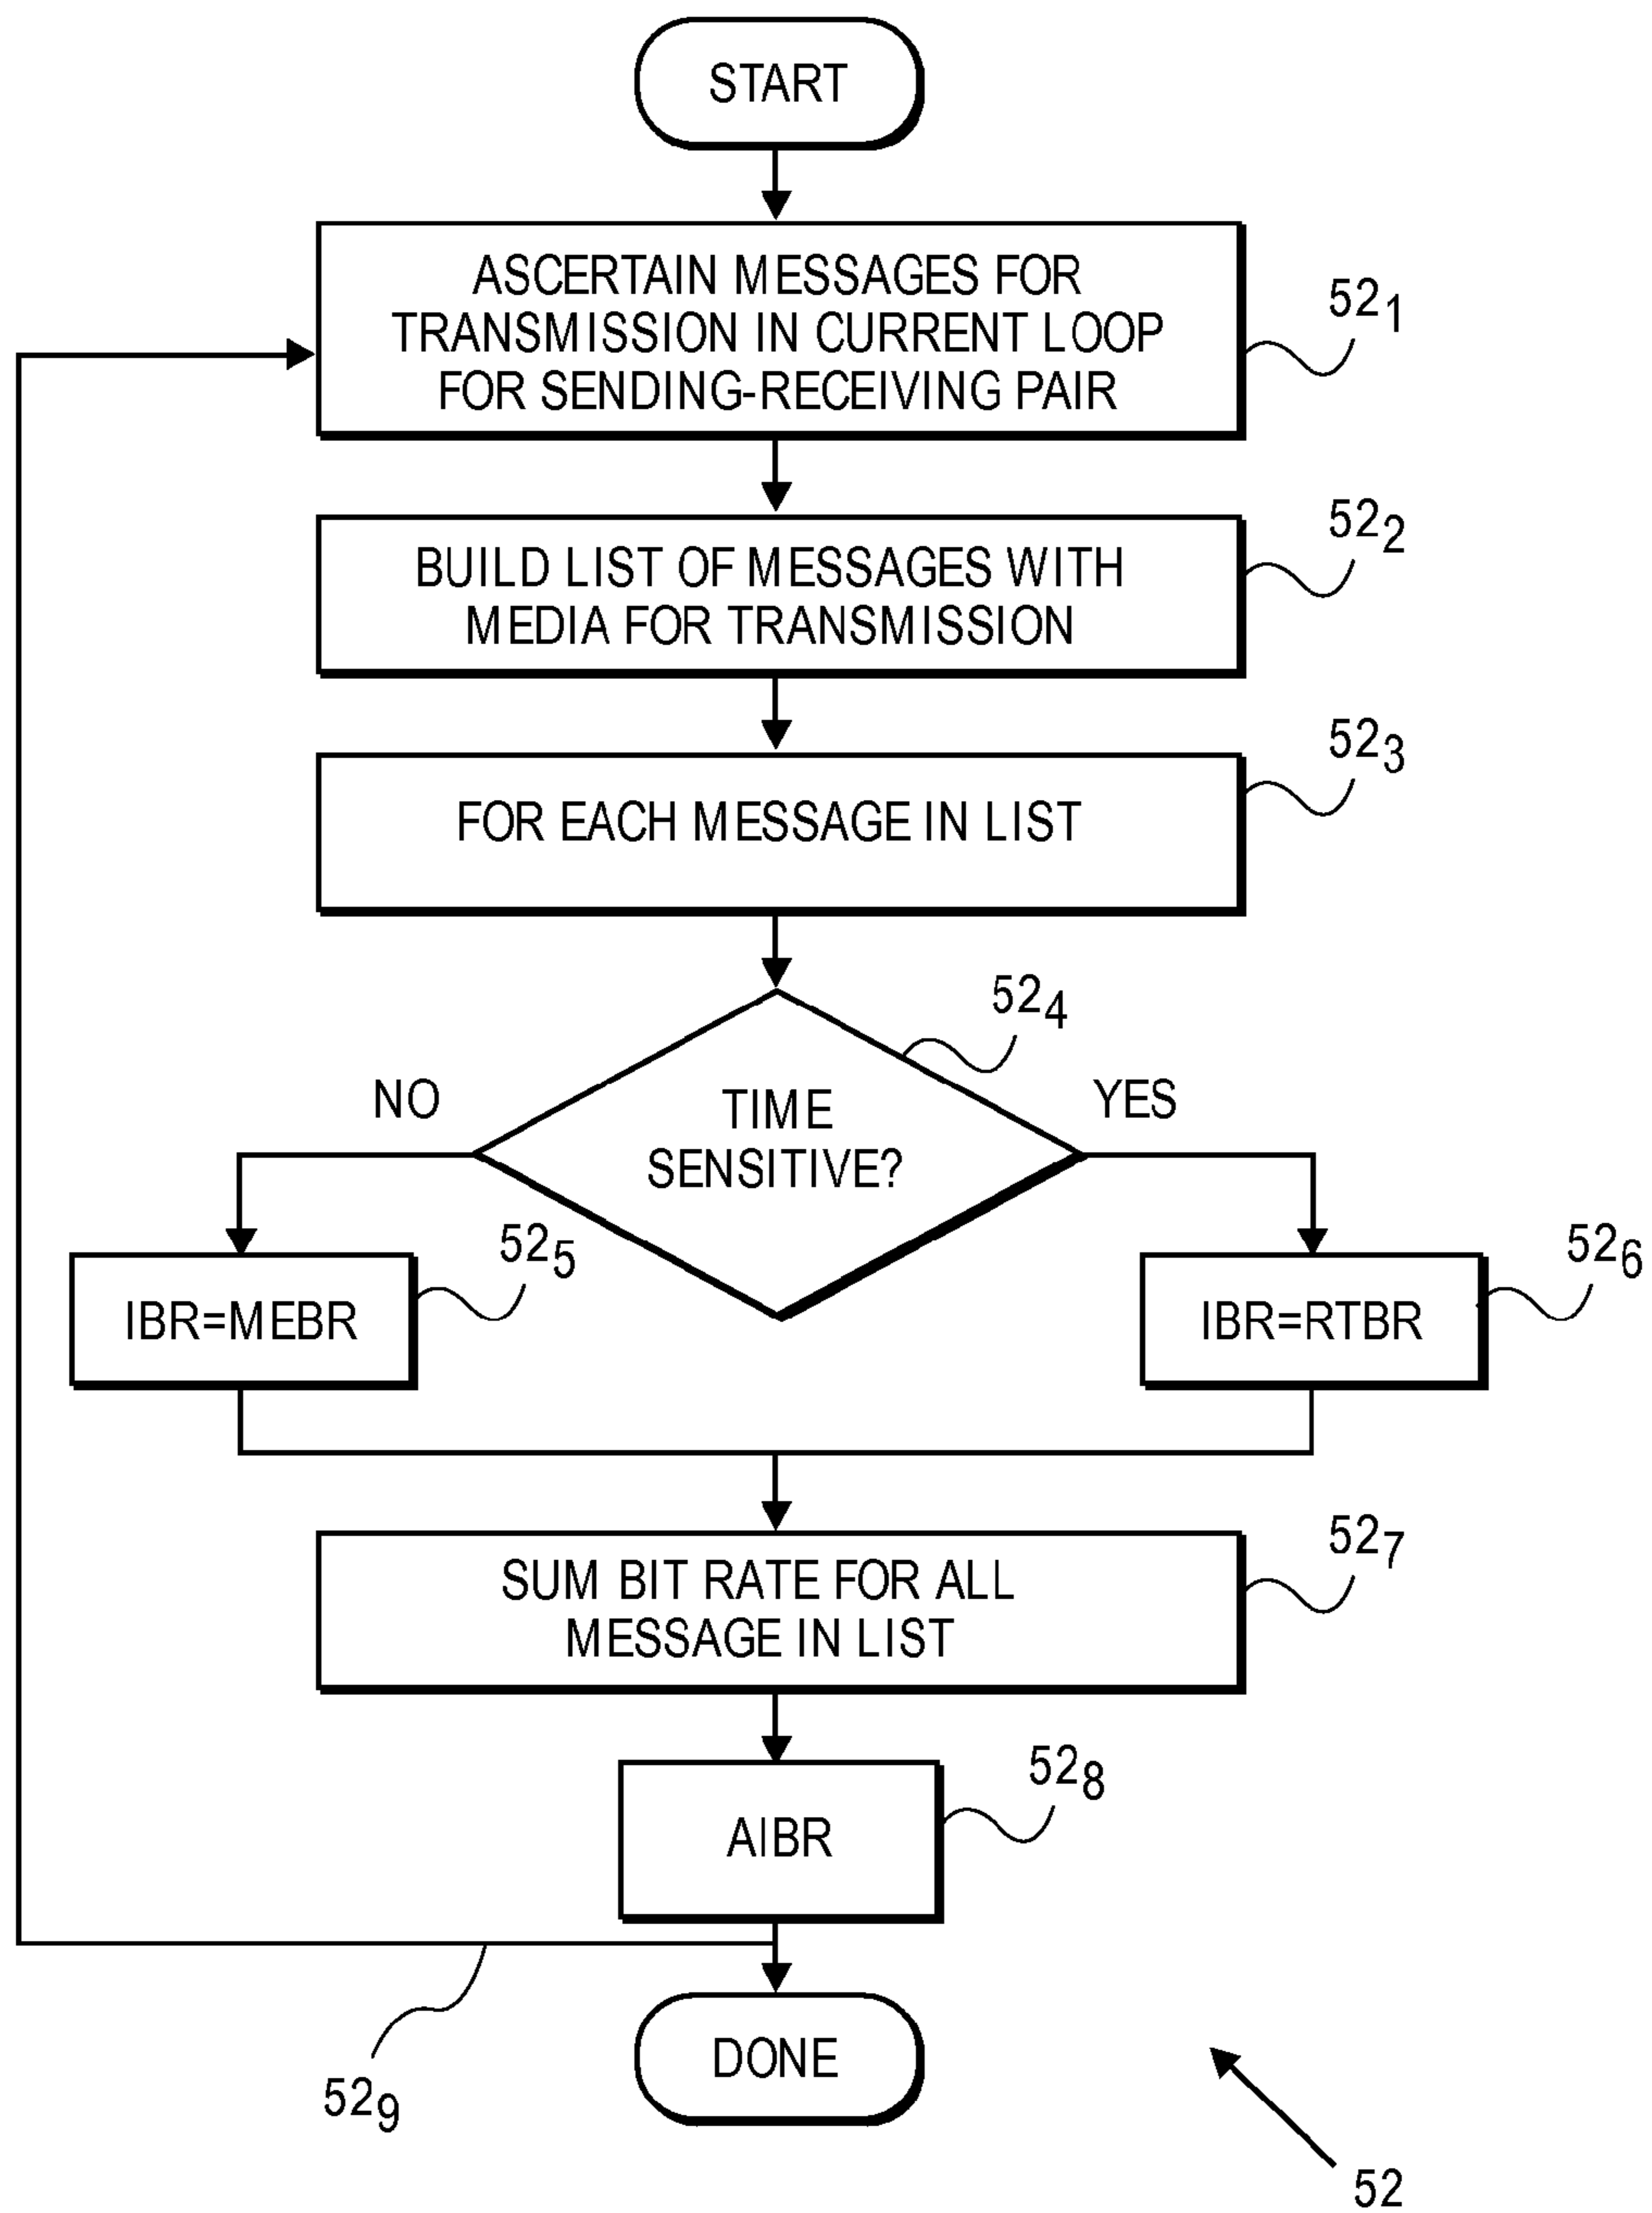 START
ASCERTAIN MESSAGES FOR
TRANSMISSION IN CURRENT LOOP
FOR SENDING-RECEIVING PAIR
52₁
BUILD LIST OF MESSAGES WITH
MEDIA FOR TRANSMISSION
52₂
FOR EACH MESSAGE IN LIST
52₃
52₄
NO
TIME
SENSITIVE?
YES
IBR=MEBR
52₅
IBR=RTBR
52₆
SUM BIT RATE FOR ALL
MESSAGE IN LIST
52₇
AIBR
52₈
DONE
52₉
52